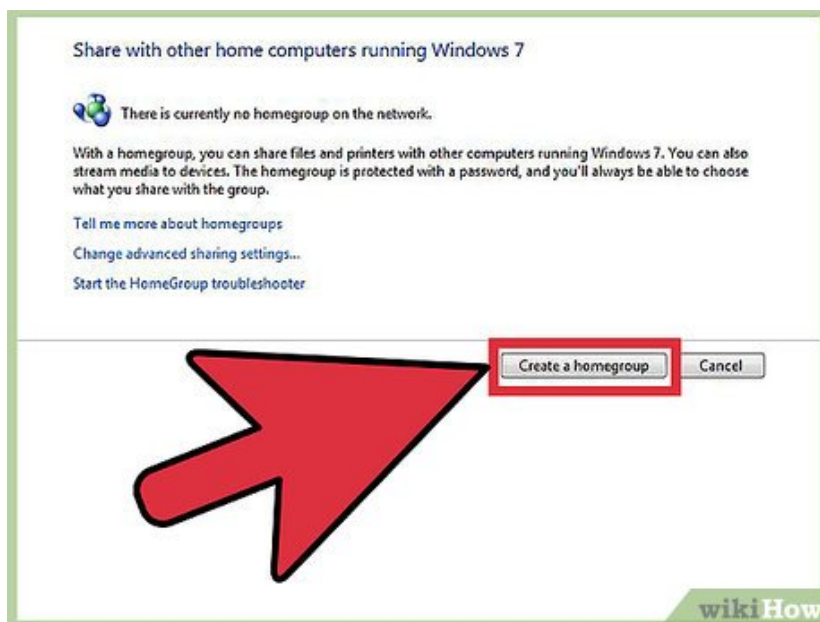 Share with other home computers running Windows 7
There is currently no homegroup on the network.
With a homegroup, you can share files and printers with other computers running Windows 7. You can also
stream media to devices. The homegroup is protected with a password, and you'll always be able to choose
what you share with the group.
Tell me more about homegroups
Change advanced sharing settings...
Start the HomeGroup troubleshooter
Create a homegroup Cancel
wikiHow